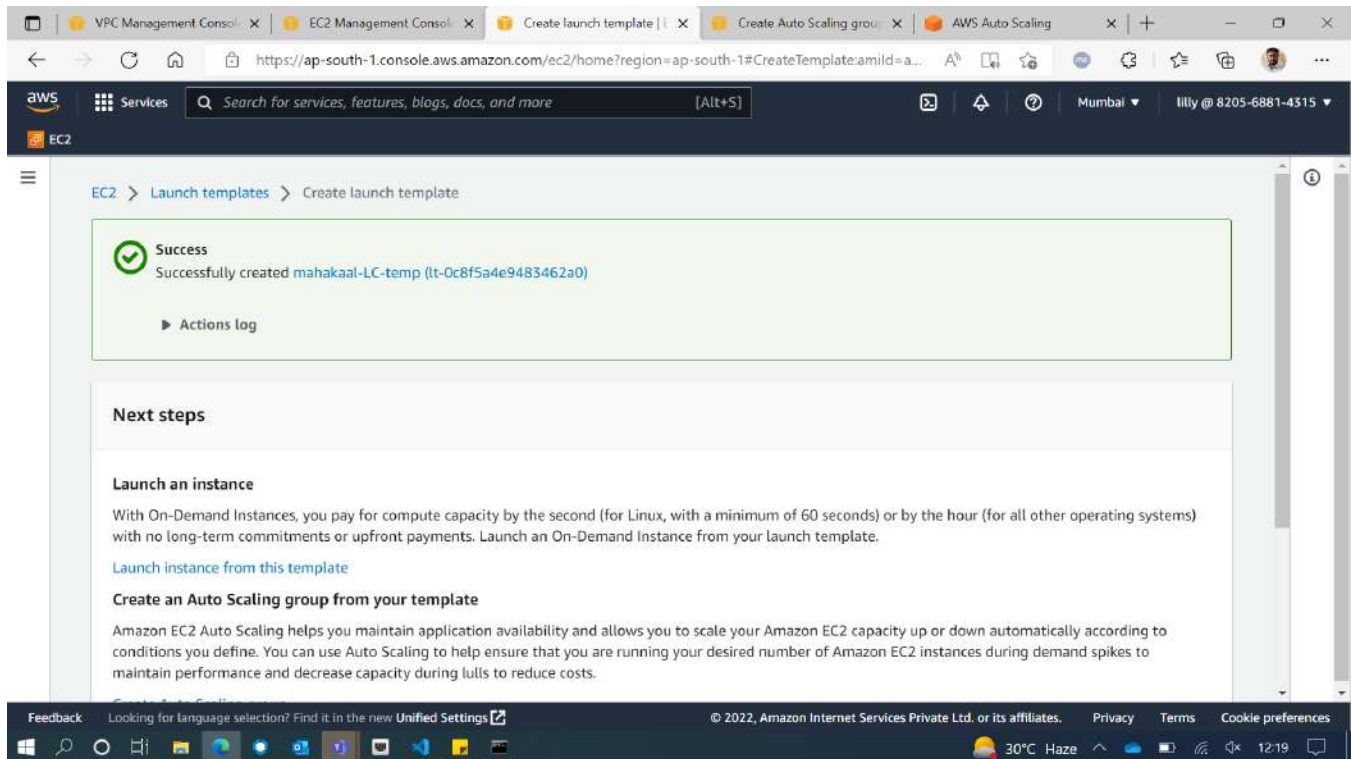 VPC Management Consol
EC2 Management Consol
Create launch template | E
Create Auto Scaling grou
AWS Auto Scaling
https://ap-south-1.console.aws.amazon.com/ec2/home?region=ap-south-1#CreateTemplate:amiId=a...
aws
Services
Search for services, features, blogs, docs, and more
[Alt+S]
Mumbai
lilly @ 8205-6881-4315
EC2
EC2 > Launch templates > Create launch template
Success
Successfully created mahakaal-LC-temp (lt-0c8f5a4e9483462a0)
Actions log
Next steps
Launch an instance
With On-Demand Instances, you pay for compute capacity by the second (for Linux, with a minimum of 60 seconds) or by the hour (for all other operating systems)
with no long-term commitments or upfront payments. Launch an On-Demand Instance from your launch template.
Launch instance from this template
Create an Auto Scaling group from your template
Amazon EC2 Auto Scaling helps you maintain application availability and allows you to scale your Amazon EC2 capacity up or down automatically according to
conditions you define. You can use Auto Scaling to help ensure that you are running your desired number of Amazon EC2 instances during demand spikes to
maintain performance and decrease capacity during lulls to reduce costs.
Feedback
Looking for language selection? Find it in the new Unified Settings
© 2022, Amazon Internet Services Private Ltd. or its affiliates.
Privacy
Terms
Cookie preferences
30°C Haze
12:19